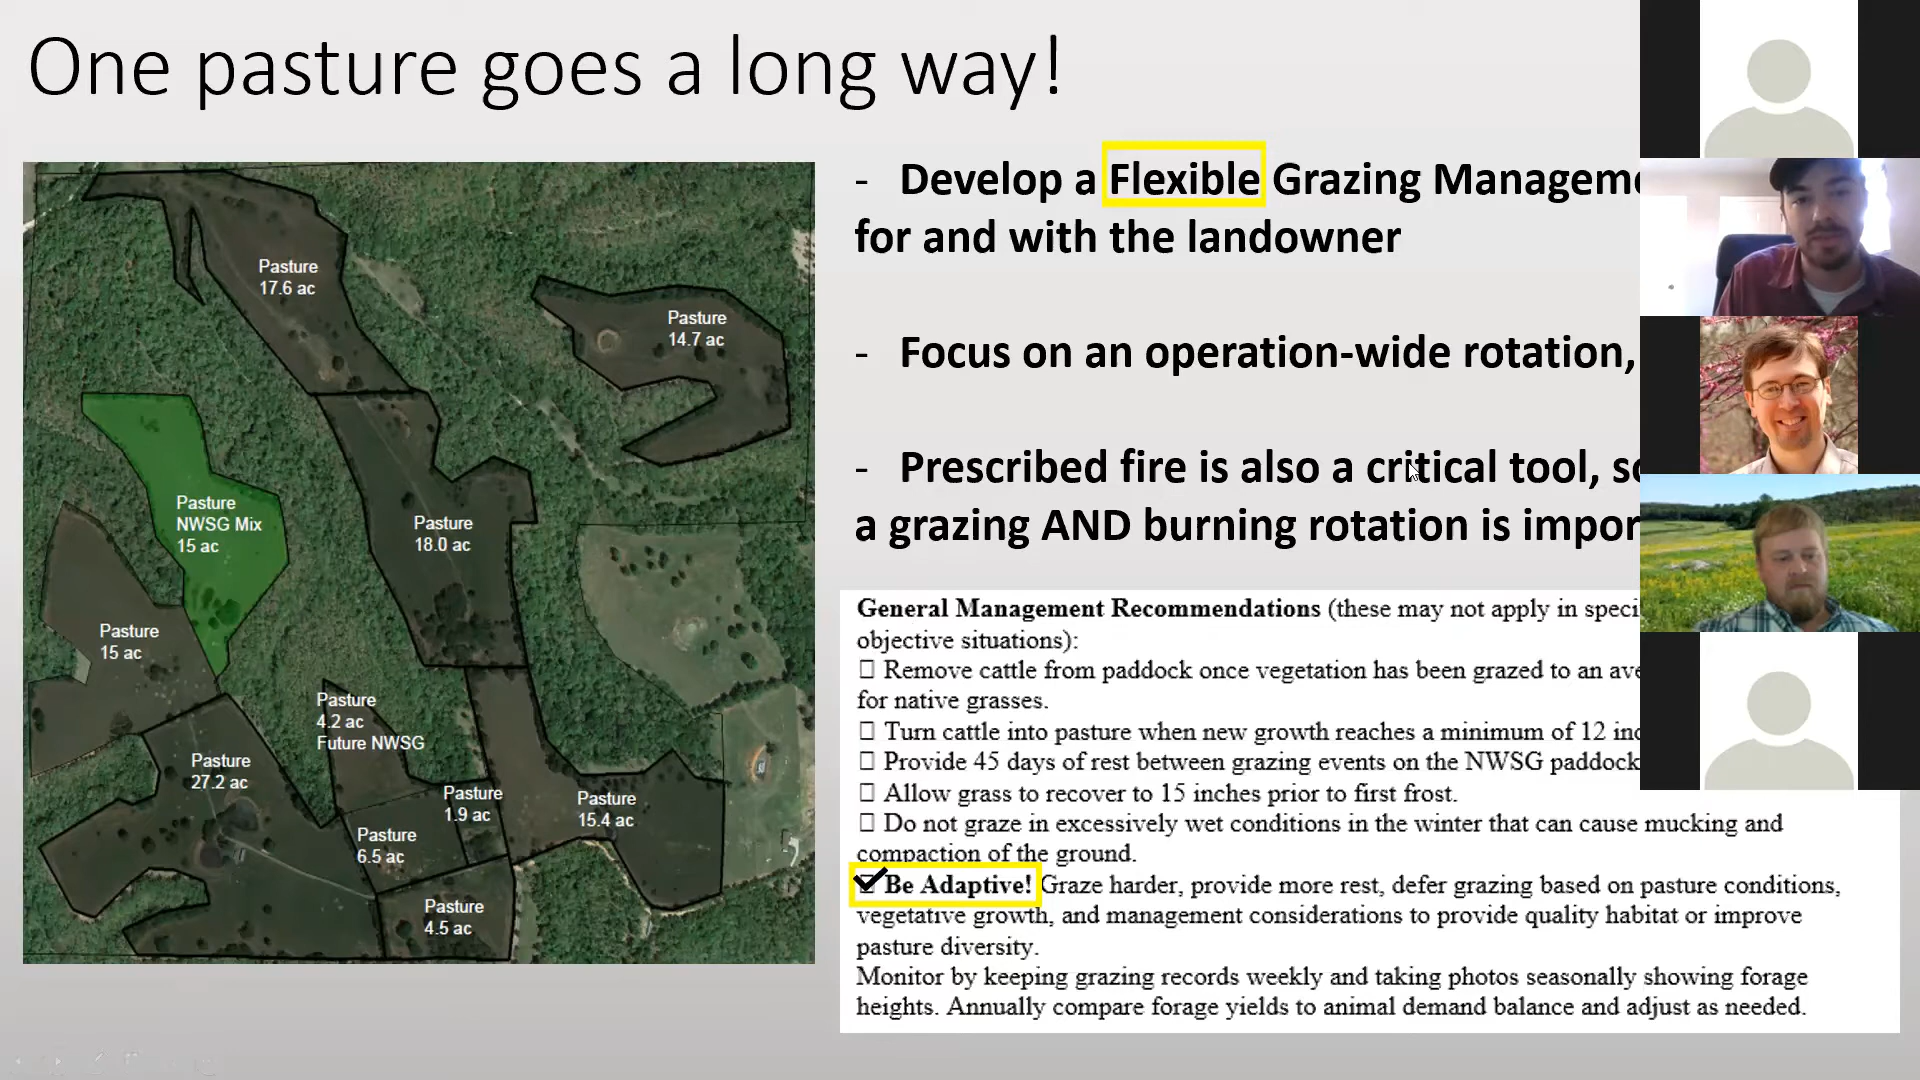 One pasture goes a long way!
- Develop a Flexible Grazing Managem
for and with the landowner
- Focus on an operation-wide rotation,
- Prescribed fire is also a critical tool, so
a grazing AND burning rotation is impor
Pasture
17.6 ac
Pasture
14.7 ac
Pasture
NWSG Mix
15 ac
Pasture
18.0 ac
Pasture
15 ac
Pasture
4.2 ac
Future NWSG
Pasture
27.2 ac
Pasture
1.9 ac
Pasture
15.4 ac
Pasture
6.5 ac
Pasture
4.5 ac
General Management Recommendations (these may not apply in speci
objective situations):
☐ Remove cattle from paddock once vegetation has been grazed to an ave
for native grasses.
☐ Turn cattle into pasture when new growth reaches a minimum of 12 inc
☐ Provide 45 days of rest between grazing events on the NWSG paddock
☐ Allow grass to recover to 15 inches prior to first frost.
☐ Do not graze in excessively wet conditions in the winter that can cause mucking and
compaction of the ground.
☑ Be Adaptive! Graze harder, provide more rest, defer grazing based on pasture conditions,
vegetative growth, and management considerations to provide quality habitat or improve
pasture diversity.
Monitor by keeping grazing records weekly and taking photos seasonally showing forage
heights. Annually compare forage yields to animal demand balance and adjust as needed.